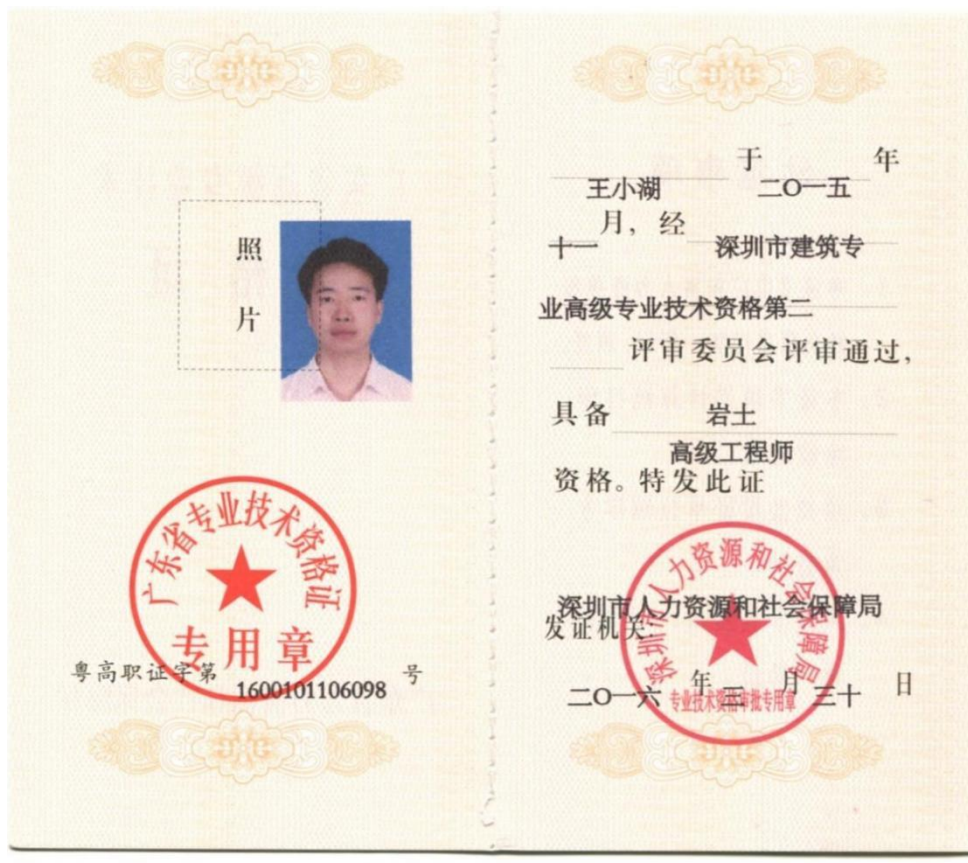 照
片
广东省专业技术资格证
专用章
粤高职证字第 1600101106098 号
王小湖 于 二〇一五 年
十一 月，经 深圳市建筑专
业高级专业技术资格第二
评审委员会评审通过，
具备 岩土
高级工程师
资格。特发此证
深圳市人力资源和社会保障局
发证机关：
深圳市人力资源和社会保障局
专业技术资格审批专用章
二〇一六 年 三 月 三十 日